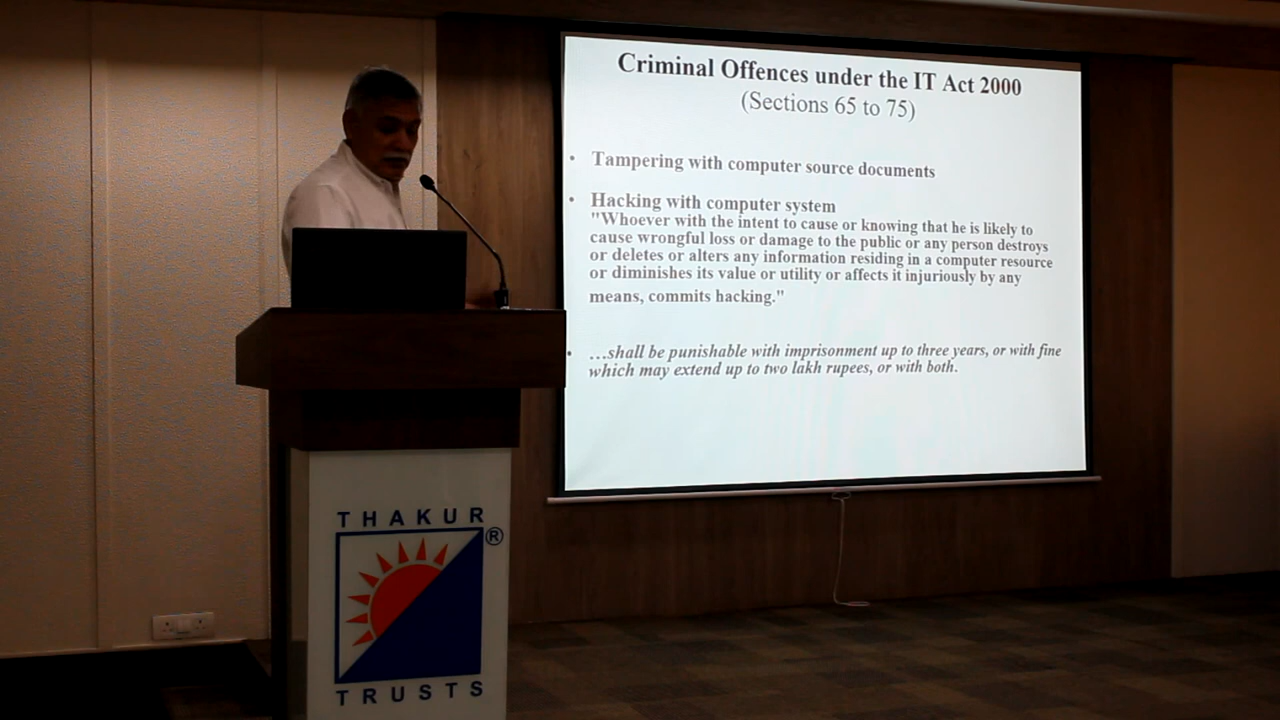 Criminal Offences under the IT Act 2000
(Sections 65 to 75)
• Tampering with computer source documents
• Hacking with computer system
"Whoever with the intent to cause or knowing that he is likely to
cause wrongful loss or damage to the public or any person destroys
or deletes or alters any information residing in a computer resource
or diminishes its value or utility or affects it injuriously by any
means, commits hacking."
• …shall be punishable with imprisonment up to three years, or with fine
which may extend up to two lakh rupees, or with both.
THAKUR
®
TRUSTS